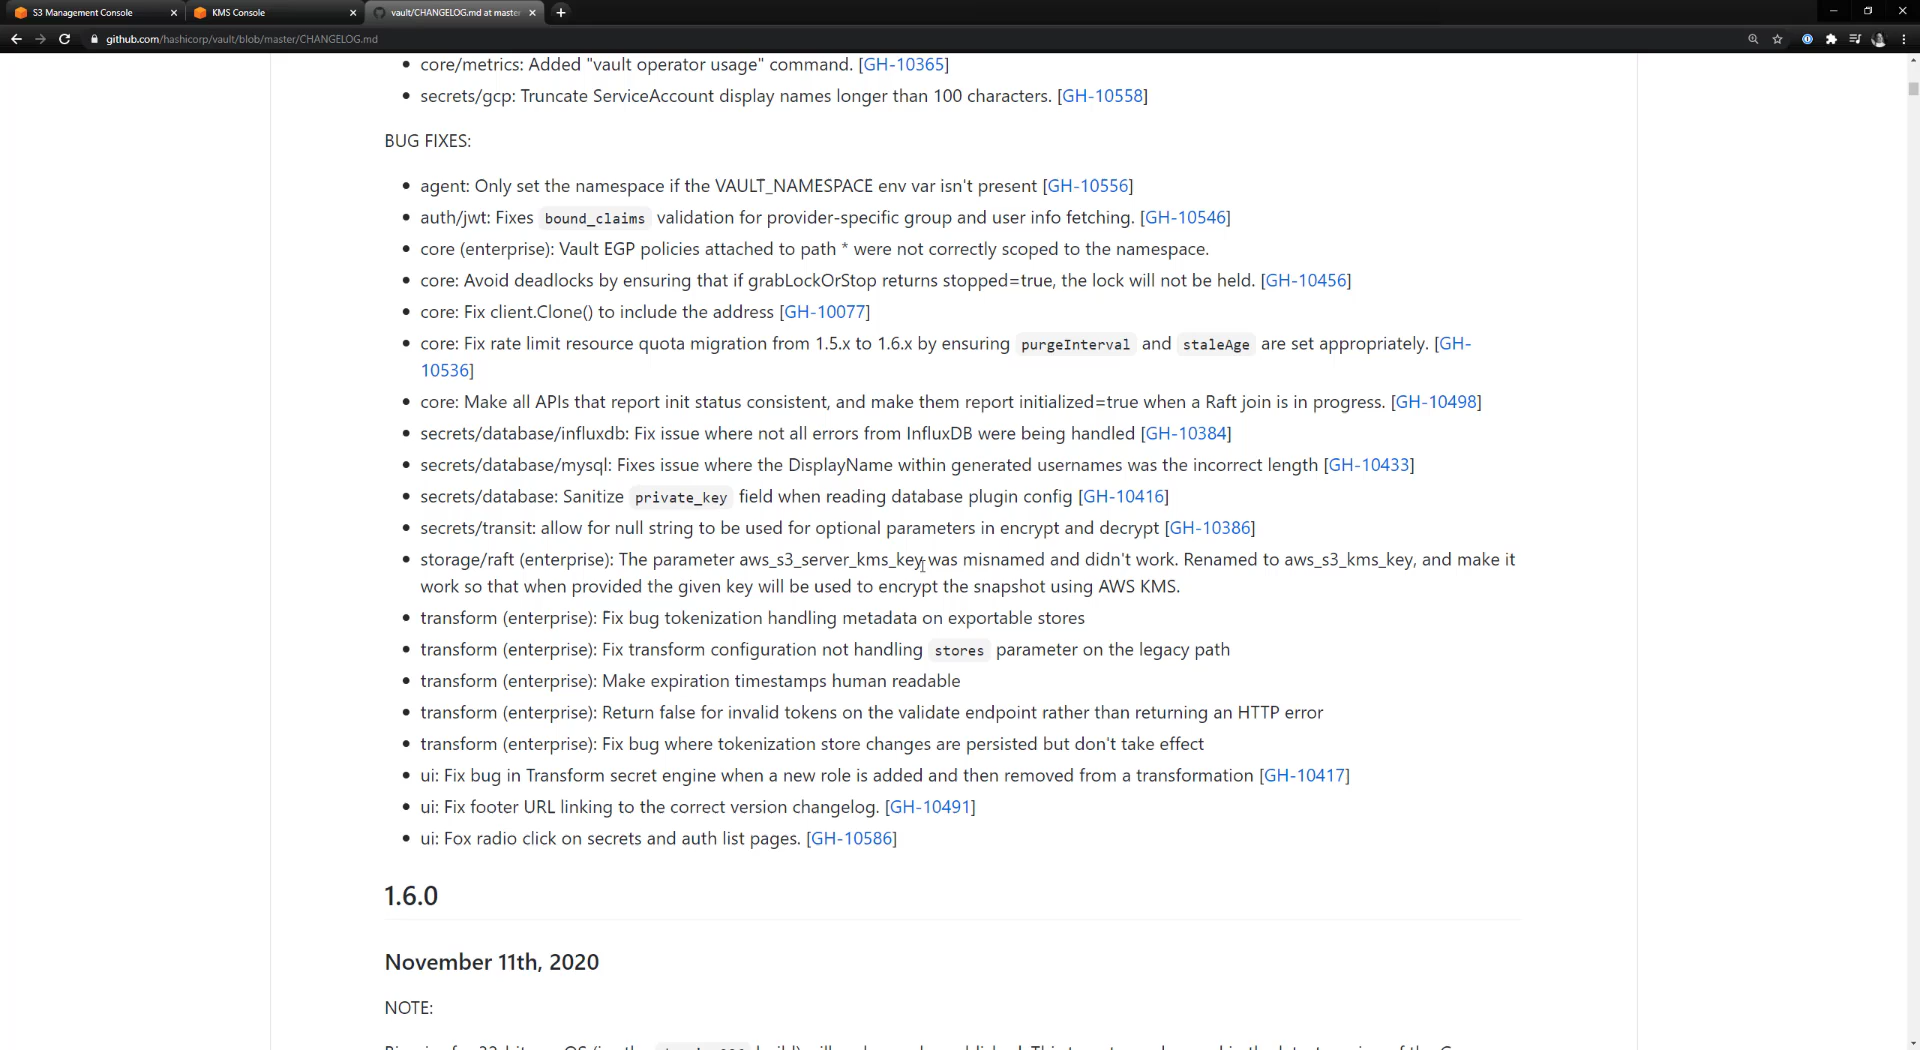 S3 Management Console
KMS Console
vault/CHANGELOG.md at master
github.com/hashicorp/vault/blob/master/CHANGELOG.md
core/metrics: Added "vault operator usage" command. [GH-10365]
secrets/gcp: Truncate ServiceAccount display names longer than 100 characters. [GH-10558]
BUG FIXES:
agent: Only set the namespace if the VAULT_NAMESPACE env var isn't present [GH-10556]
auth/jwt: Fixes bound_claims validation for provider-specific group and user info fetching. [GH-10546]
core (enterprise): Vault EGP policies attached to path * were not correctly scoped to the namespace.
core: Avoid deadlocks by ensuring that if grabLockOrStop returns stopped=true, the lock will not be held. [GH-10456]
core: Fix client.Clone() to include the address [GH-10077]
core: Fix rate limit resource quota migration from 1.5.x to 1.6.x by ensuring purgeInterval and staleAge are set appropriately. [GH-
10536]
core: Make all APIs that report init status consistent, and make them report initialized=true when a Raft join is in progress. [GH-10498]
secrets/database/influxdb: Fix issue where not all errors from InfluxDB were being handled [GH-10384]
secrets/database/mysql: Fixes issue where the DisplayName within generated usernames was the incorrect length [GH-10433]
secrets/database: Sanitize private_key field when reading database plugin config [GH-10416]
secrets/transit: allow for null string to be used for optional parameters in encrypt and decrypt [GH-10386]
storage/raft (enterprise): The parameter aws_s3_server_kms_key was misnamed and didn't work. Renamed to aws_s3_kms_key, and make it
work so that when provided the given key will be used to encrypt the snapshot using AWS KMS.
transform (enterprise): Fix bug tokenization handling metadata on exportable stores
transform (enterprise): Fix transform configuration not handling stores parameter on the legacy path
transform (enterprise): Make expiration timestamps human readable
transform (enterprise): Return false for invalid tokens on the validate endpoint rather than returning an HTTP error
transform (enterprise): Fix bug where tokenization store changes are persisted but don't take effect
ui: Fix bug in Transform secret engine when a new role is added and then removed from a transformation [GH-10417]
ui: Fix footer URL linking to the correct version changelog. [GH-10491]
ui: Fox radio click on secrets and auth list pages. [GH-10586]
1.6.0
November 11th, 2020
NOTE: